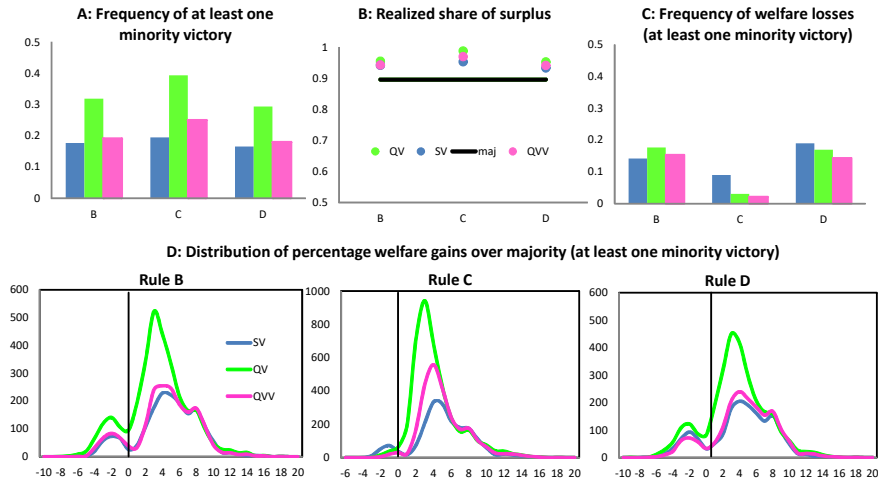 A: Frequency of at least one
minority victory
B: Realized share of surplus
C: Frequency of welfare losses
(at least one minority victory)
0.5
0.4
0.3
0.2
0.1
0
B C D
1
0.9
0.8
0.7
0.6
0.5
QV SV maj QVV
B C D
0.5
0.4
0.3
0.2
0.1
0
B C D
D: Distribution of percentage welfare gains over majority (at least one minority victory)
Rule B
600
500
400
300
200
100
0
SV
QV
QVV
-10 -8 -6 -4 -2 0 2 4 6 8 10 12 14 16 18 20
Rule C
1000
800
600
400
200
0
-6 -4 -2 0 2 4 6 8 10 12 14 16 18 20
Rule D
600
500
400
300
200
100
0
-10 -8 -6 -4 -2 0 2 4 6 8 10 12 14 16 18 20